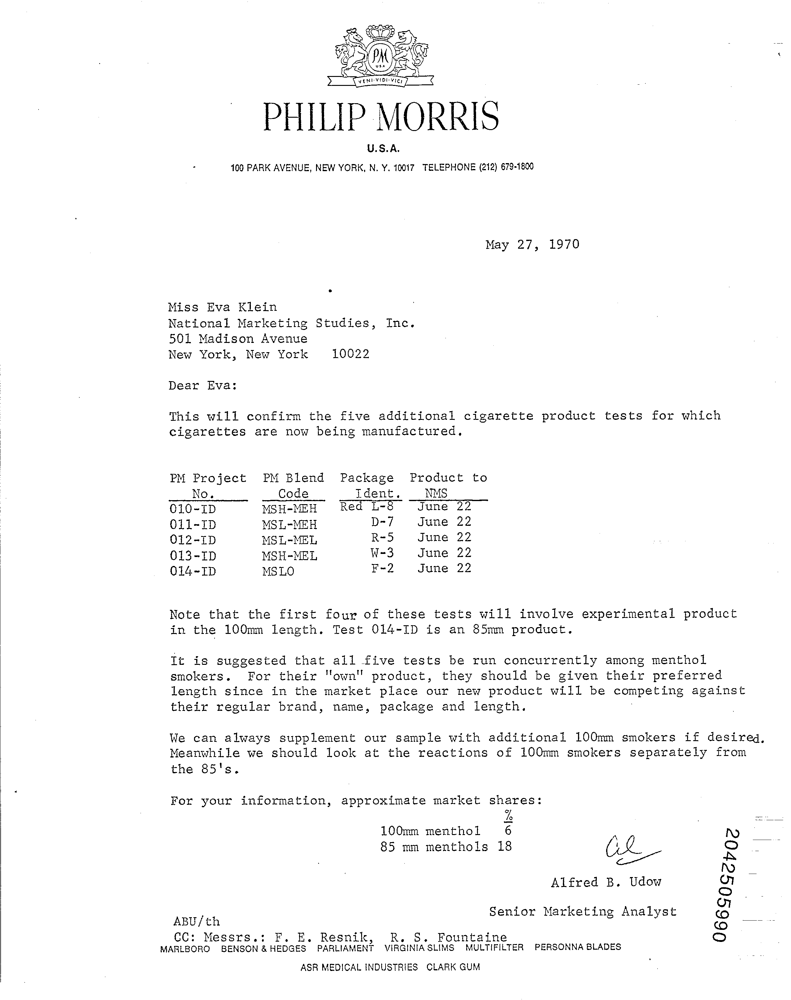 PM
USA
VENI·VIDI·VICI
PHILIP MORRIS
U.S.A.
100 PARK AVENUE, NEW YORK, N. Y. 10017 TELEPHONE (212) 679-1800
May 27, 1970
Miss Eva Klein
National Marketing Studies, Inc.
501 Madison Avenue
New York, New York 10022
Dear Eva:
This will confirm the five additional cigarette product tests for which
cigarettes are now being manufactured.
PM Project PM Blend Package Product to
No. Code Ident. NMS
010-ID MSH-MEH Red L-8 June 22
011-ID MSL-MEH D-7 June 22
012-ID MSL-MEL R-5 June 22
013-ID MSH-MEL W-3 June 22
014-ID MSLO F-2 June 22
Note that the first four of these tests will involve experimental product
in the 100mm length. Test 014-ID is an 85mm product.
It is suggested that all five tests be run concurrently among menthol
smokers. For their "own" product, they should be given their preferred
length since in the market place our new product will be competing against
their regular brand, name, package and length.
We can always supplement our sample with additional 100mm smokers if desired.
Meanwhile we should look at the reactions of 100mm smokers separately from
the 85's.
For your information, approximate market shares:
%
100mm menthol 6
85 mm menthols 18
al
Alfred B. Udow
Senior Marketing Analyst
ABU/th
CC: Messrs.: F. E. Resnik, R. S. Fountaine
MARLBORO BENSON & HEDGES PARLIAMENT VIRGINIA SLIMS MULTIFILTER PERSONNA BLADES
ASR MEDICAL INDUSTRIES CLARK GUM
2042505990